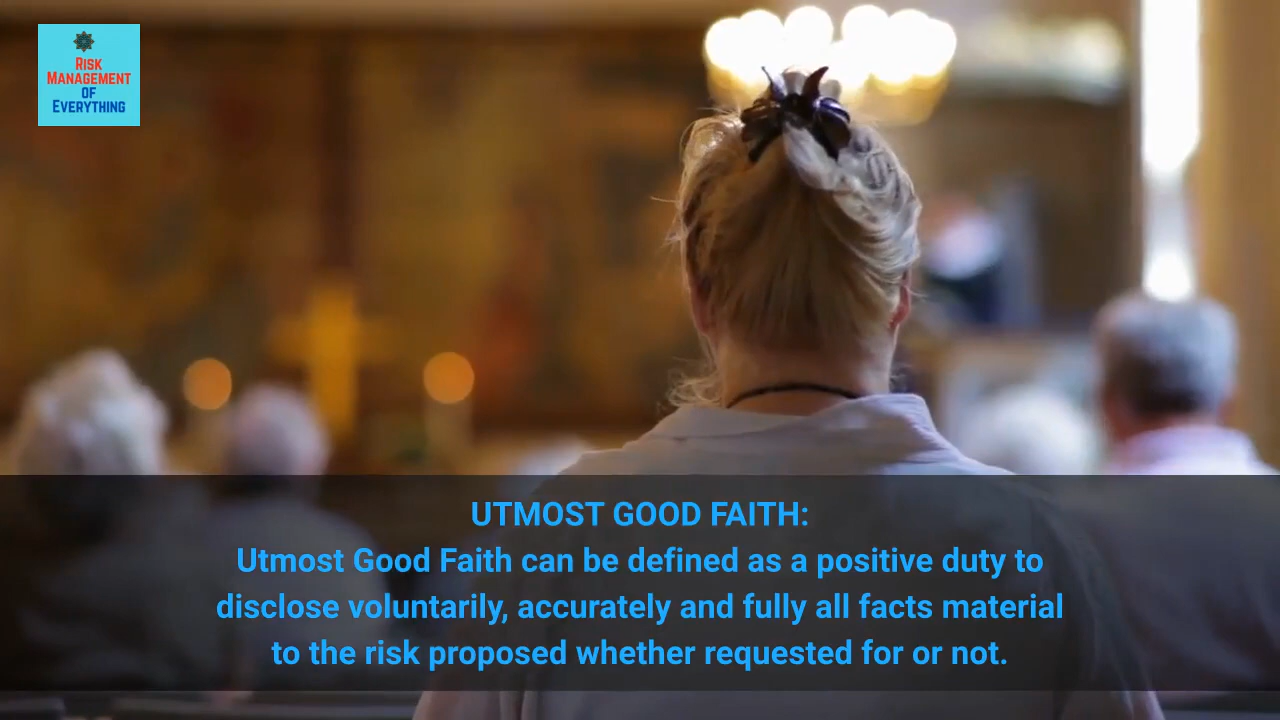 RISK
MANAGEMENT
OF
EVERYTHING
UTMOST GOOD FAITH:
Utmost Good Faith can be defined as a positive duty to
disclose voluntarily, accurately and fully all facts material
to the risk proposed whether requested for or not.